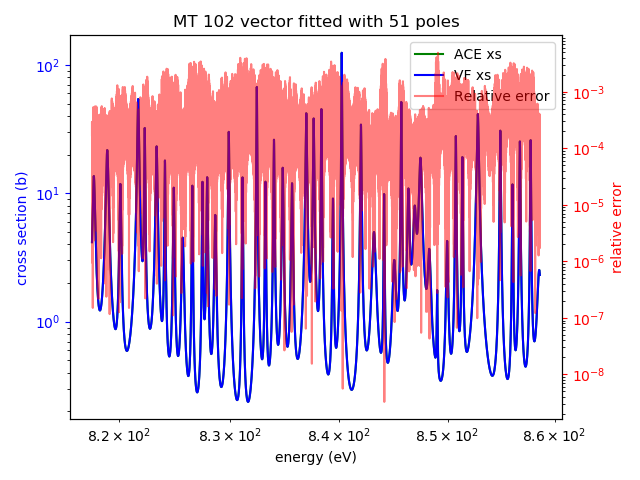 MT 102 vector fitted with 51 poles
10² 10¹ 10⁰
cross section (b)
ACE xs
VF xs
Relative error
10⁻³ 10⁻⁴ 10⁻⁵ 10⁻⁶ 10⁻⁷ 10⁻⁸
relative error
8.2 × 10² 8.3 × 10² 8.4 × 10² 8.5 × 10² 8.6 × 10²
energy (eV)